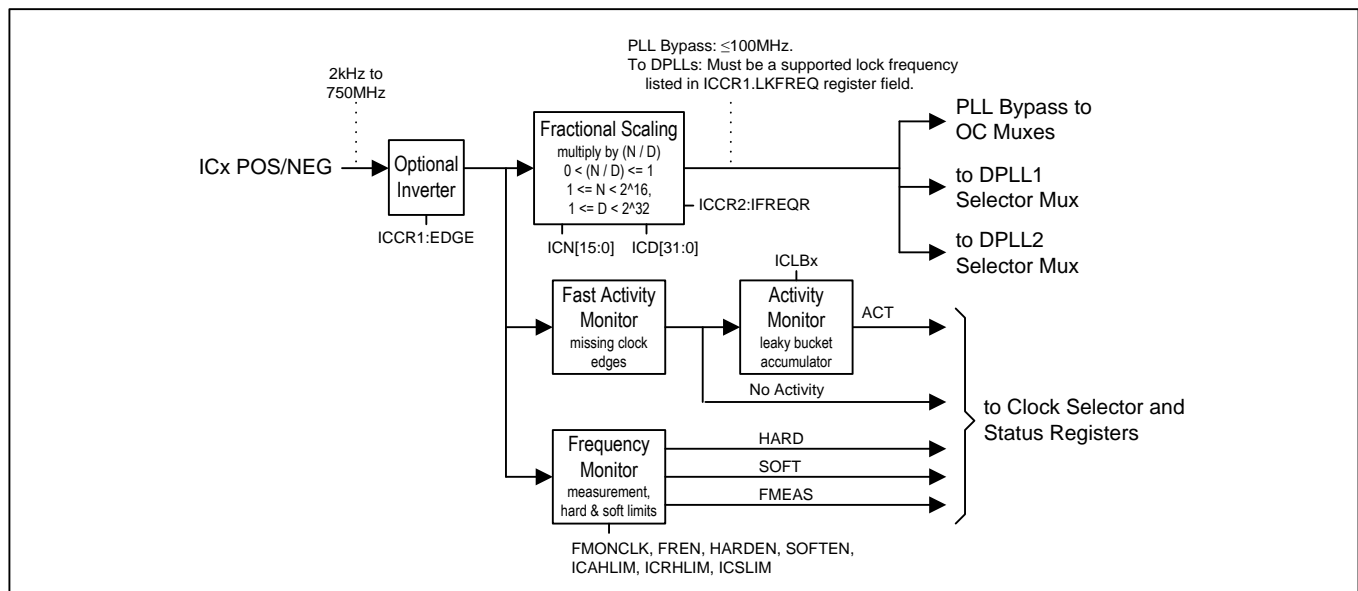 PLL Bypass: ≤100MHz.
To DPLLs: Must be a supported lock frequency
listed in ICCR1.LKFREQ register field.
2kHz to
750MHz
ICx POS/NEG
Optional
Inverter
ICCR1:EDGE
Fractional Scaling
multiply by (N / D)
0 < (N / D) <= 1
1 <= N < 2^16,
1 <= D < 2^32
ICCR2:IFREQR
ICN[15:0]
ICD[31:0]
PLL Bypass to
OC Muxes
to DPLL1
Selector Mux
to DPLL2
Selector Mux
Fast Activity
Monitor
missing clock
edges
ICLBx
Activity
Monitor
leaky bucket
accumulator
ACT
No Activity
Frequency
Monitor
measurement,
hard & soft limits
HARD
SOFT
FMEAS
to Clock Selector and
Status Registers
FMONCLK, FREN, HARDEN, SOFTEN,
ICAHLIM, ICRHLIM, ICSLIM